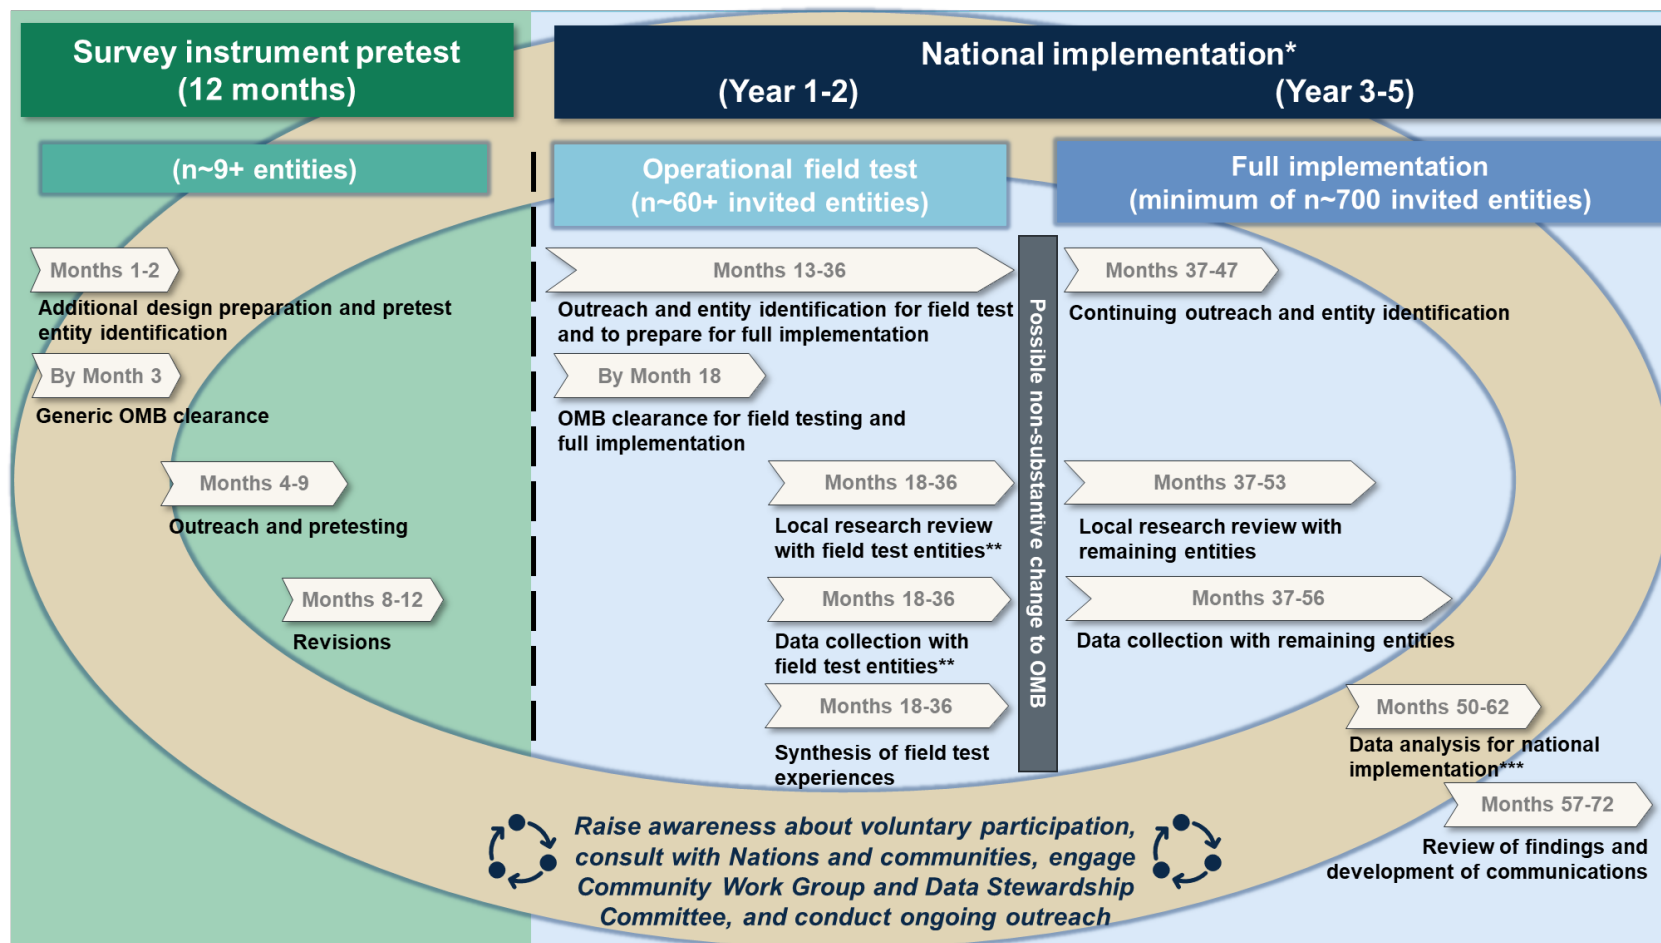 Survey instrument pretest
(12 months)
National implementation*
(Year 1-2)
(Year 3-5)
(n~9+ entities)
Operational field test
(n~60+ invited entities)
Full implementation
(minimum of n~700 invited entities)
Months 1-2
Additional design preparation and pretest
entity identification
By Month 3
Generic OMB clearance
Months 4-9
Outreach and pretesting
Months 8-12
Revisions
Months 13-36
Outreach and entity identification for field test
and to prepare for full implementation
By Month 18
OMB clearance for field testing and
full implementation
Months 18-36
Local research review
with field test entities**
Months 18-36
Data collection with
field test entities**
Months 18-36
Synthesis of field test
experiences
Possible non-substantive change to OMB
Months 37-47
Continuing outreach and entity identification
Months 37-53
Local research review with
remaining entities
Months 37-56
Data collection with remaining entities
Months 50-62
Data analysis for national
implementation***
Months 57-72
Review of findings and
development of communications
Raise awareness about voluntary participation,
consult with Nations and communities, engage
Community Work Group and Data Stewardship
Committee, and conduct ongoing outreach